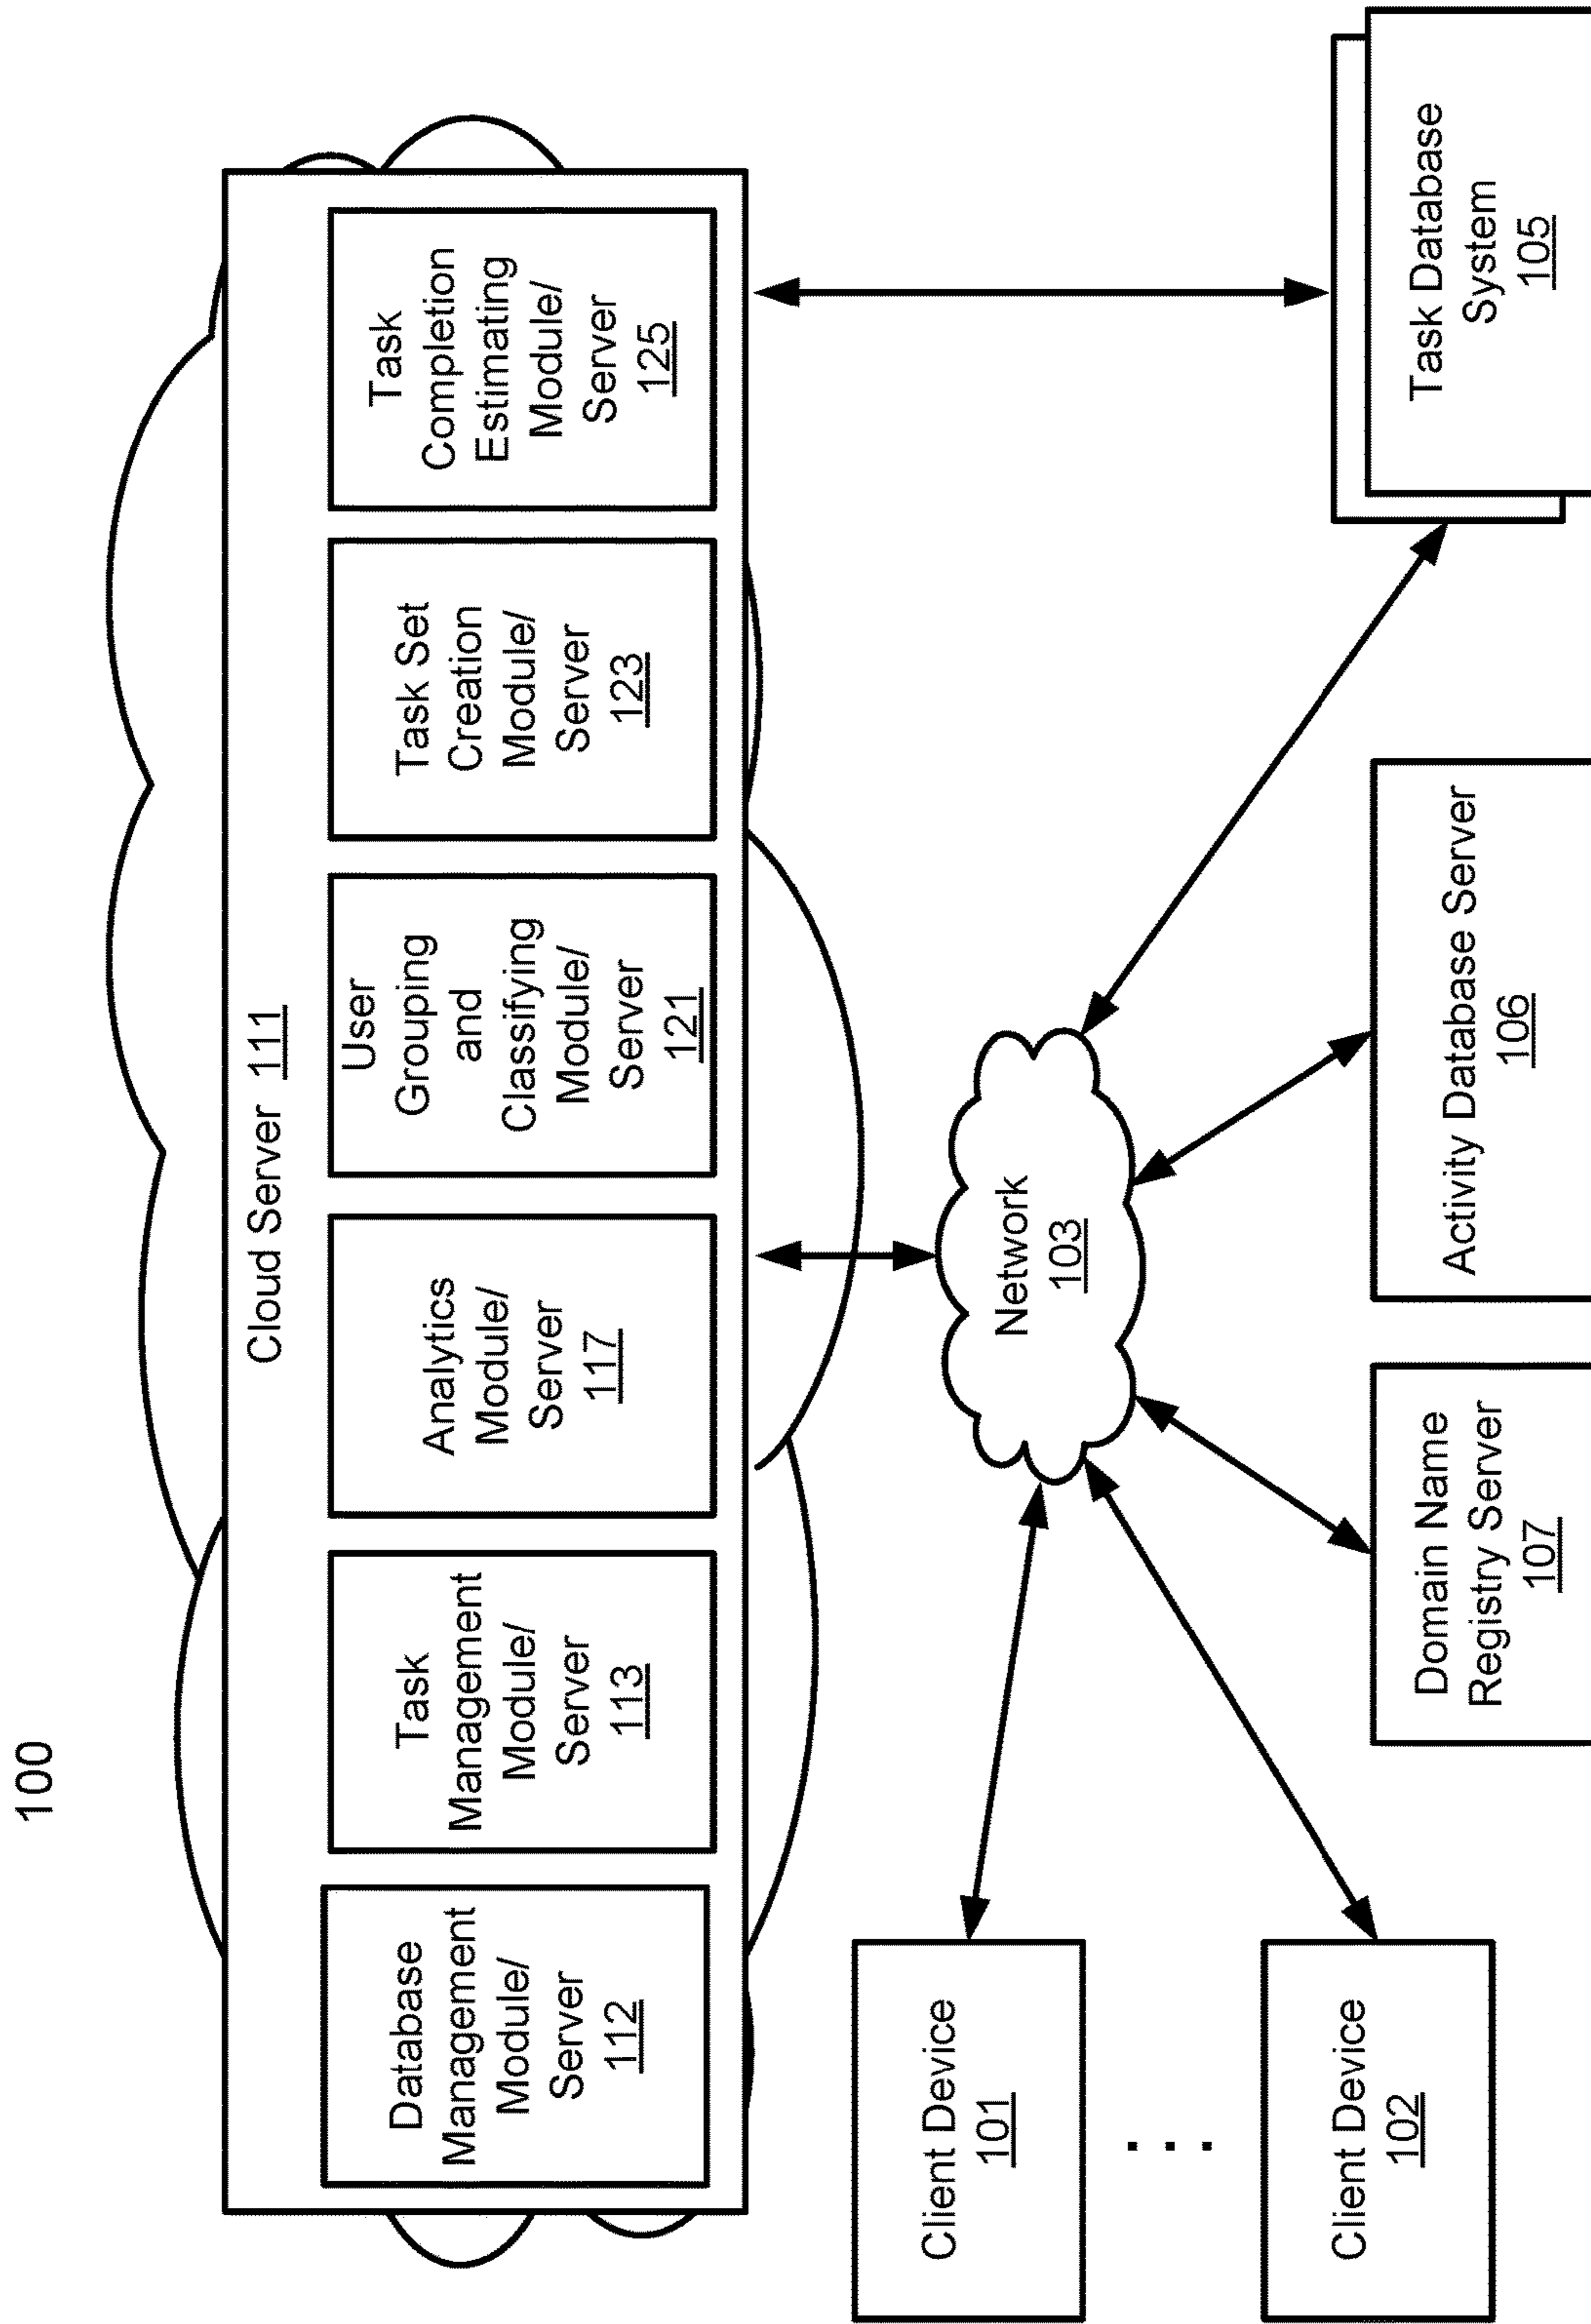 100
Cloud Server 111
Database
Management
Module/
Server
112
Task
Management
Module/
Server
113
Analytics
Module/
Server
117
User
Grouping
and
Classifying
Module/
Server
121
Task Set
Creation
Module/
Server
123
Task
Completion
Estimating
Module/
Server
125
Client Device
101
. . .
Client Device
102
Network
103
Domain Name
Registry Server
107
Activity Database Server
106
Task Database
System
105